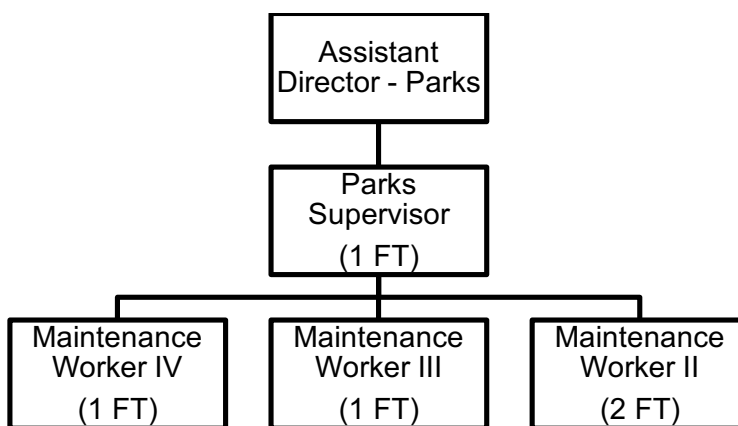 Assistant
Director - Parks
Parks
Supervisor
(1 FT)
Maintenance
Worker IV
(1 FT)
Maintenance
Worker III
(1 FT)
Maintenance
Worker II
(2 FT)